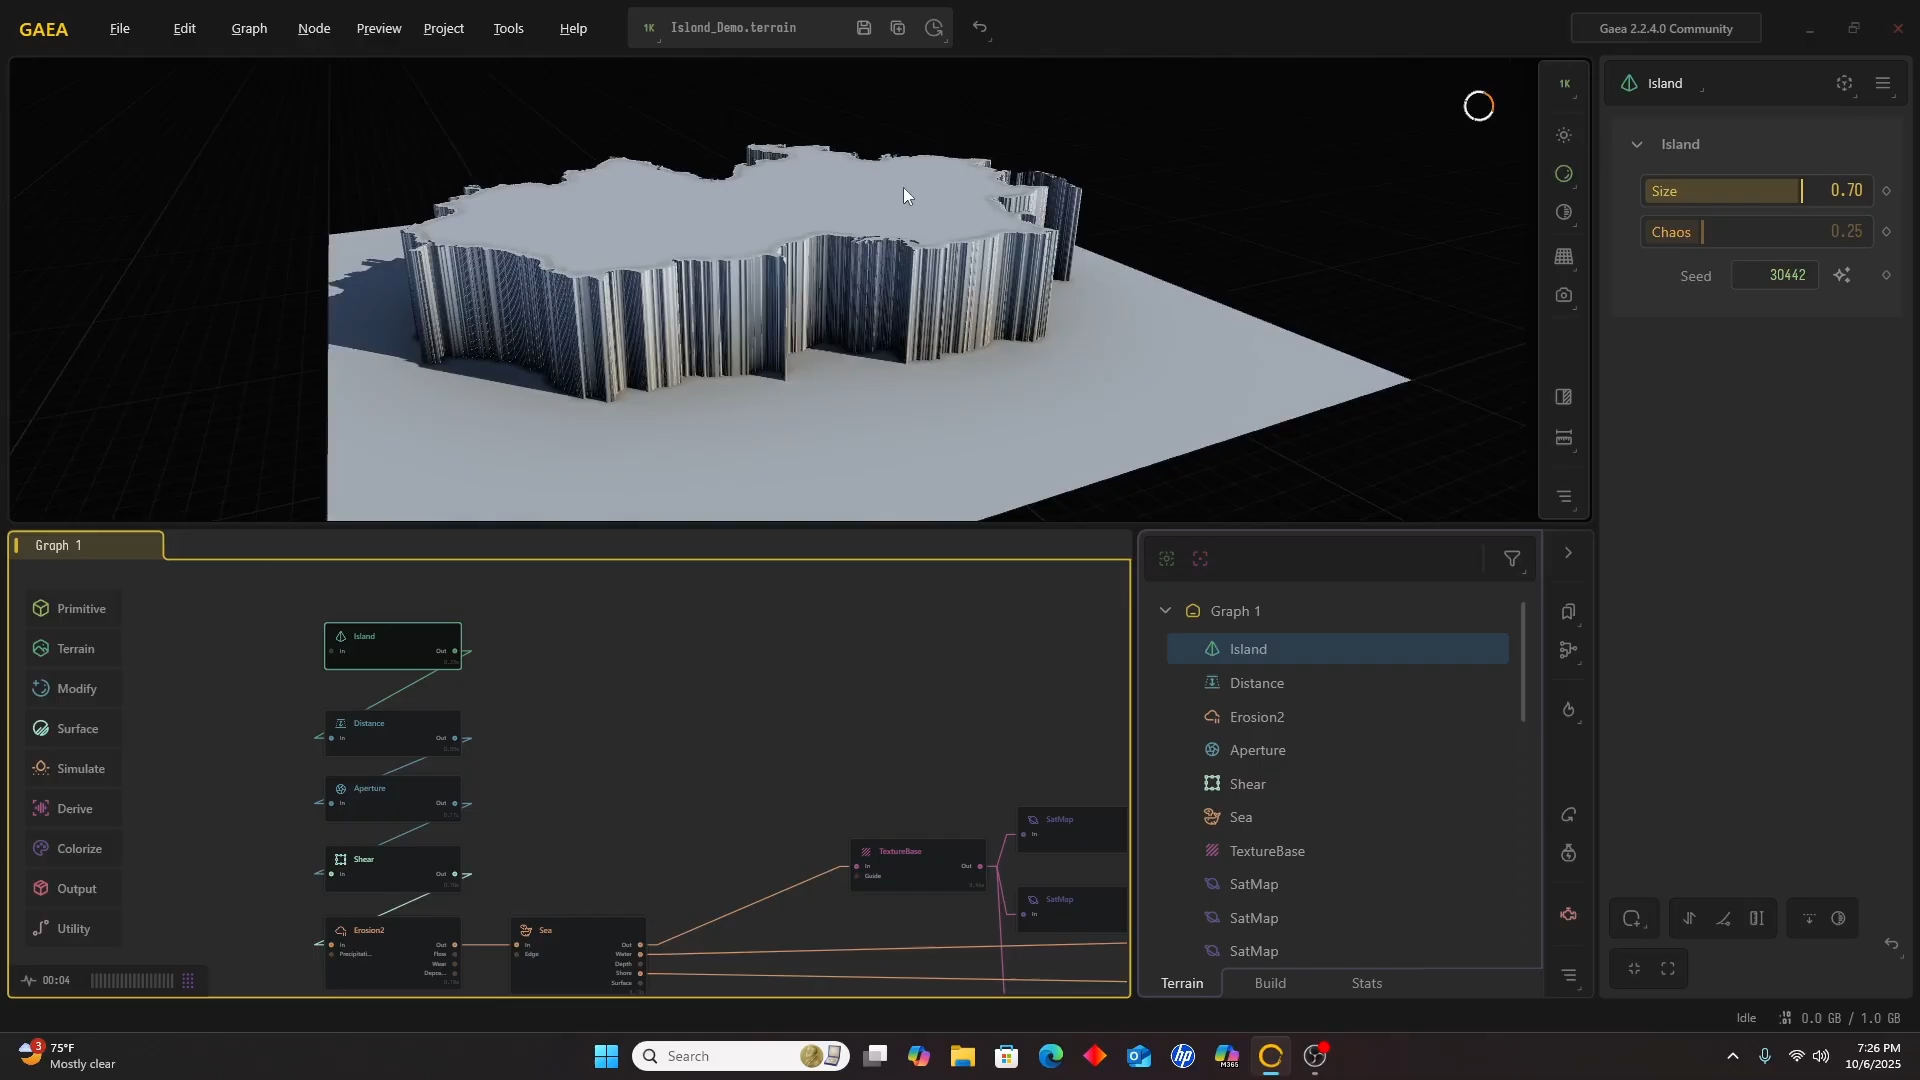 GAEA
File
Edit
Graph
Node
Preview
Project
Tools
Help
1K
Island_Demo.terrain
Gaea 2.2.4.0 Community
1K
Island
Island
Size
0.70
Chaos
0.25
Seed
30442
Graph 1
Primitive
Terrain
Modify
Surface
Simulate
Derive
Colorize
Output
Utility
00:04
Island
In
Out
Distance
In
Out
Aperture
In
Out
Shear
In
Out
Erosion2
In
Out
Precipitati...
Flow
Wear
Depos...
Sea
In
Out
Edge
Water
Depth
Shore
Surface
TextureBase
In
Out
Guide
SatMap
In
SatMap
In
Graph 1
Island
Distance
Erosion2
Aperture
Shear
Sea
TextureBase
SatMap
SatMap
SatMap
Terrain
Build
Stats
Idle
0.0 GB / 1.0 GB
3
75°F
Mostly clear
Search
M365
7:26 PM
10/6/2025